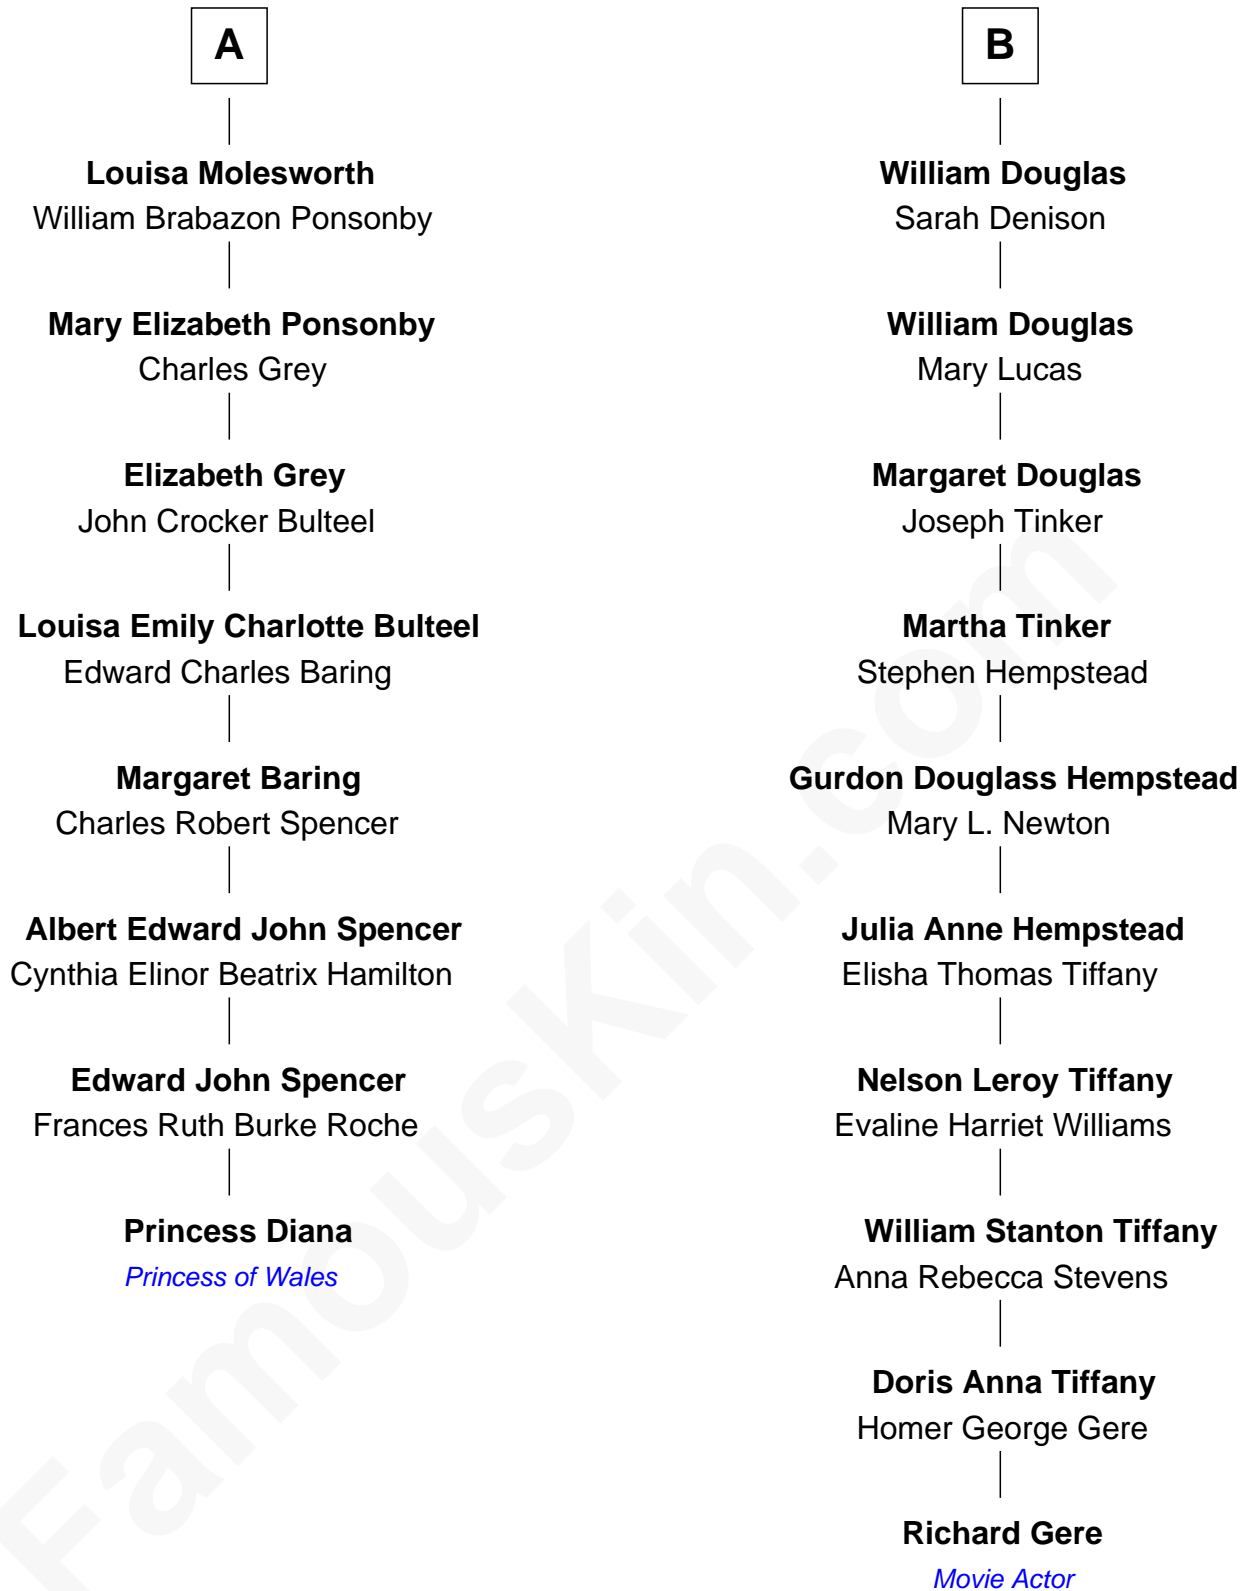 A
Louisa Molesworth
William Brabazon Ponsonby
Mary Elizabeth Ponsonby
Charles Grey
Elizabeth Grey
John Crocker Bulteel
Louisa Emily Charlotte Bulteel
Edward Charles Baring
Margaret Baring
Charles Robert Spencer
Albert Edward John Spencer
Cynthia Elinor Beatrix Hamilton
Edward John Spencer
Frances Ruth Burke Roche
Princess Diana
Princess of Wales
B
William Douglas
Sarah Denison
William Douglas
Mary Lucas
Margaret Douglas
Joseph Tinker
Martha Tinker
Stephen Hempstead
Gurdon Douglass Hempstead
Mary L. Newton
Julia Anne Hempstead
Elisha Thomas Tiffany
Nelson Leroy Tiffany
Evaline Harriet Williams
William Stanton Tiffany
Anna Rebecca Stevens
Doris Anna Tiffany
Homer George Gere
Richard Gere
Movie Actor
FamousKin.com